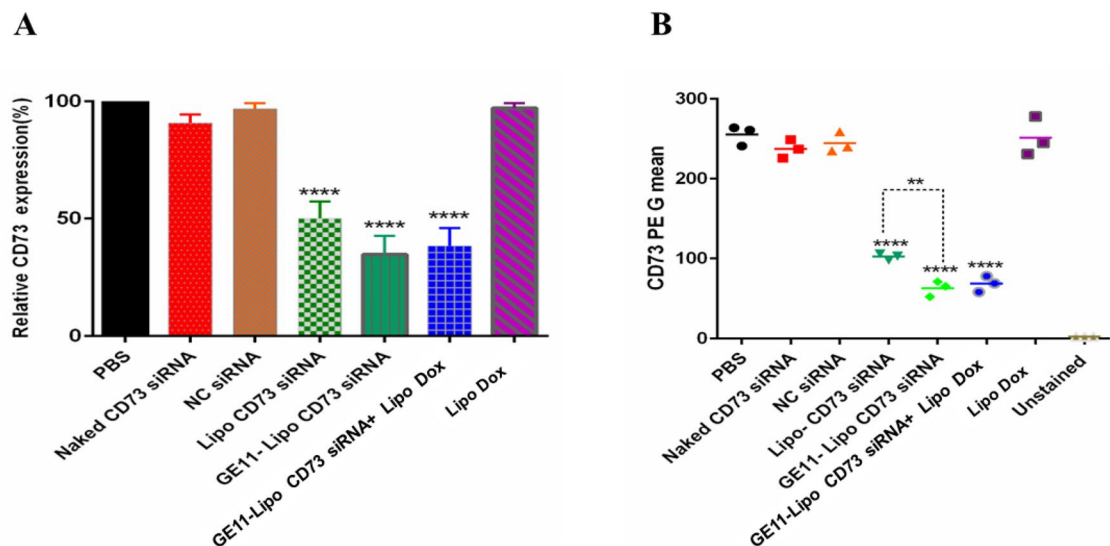 A
Relative CD73 expression(%)
100
50
0
****
****
****
PBS
Naked CD73 siRNA
NC siRNA
Lipo CD73 siRNA
GE11- Lipo CD73 siRNA
GE11-Lipo CD73 siRNA+ Lipo Dox
Lipo Dox
B
CD73 PE G mean
300
200
100
0
**
****
****
****
PBS
Naked CD73 siRNA
NC siRNA
Lipo- CD73 siRNA
GE11- Lipo CD73 siRNA
GE11-Lipo CD73 siRNA+ Lipo Dox
Lipo Dox
Unstained